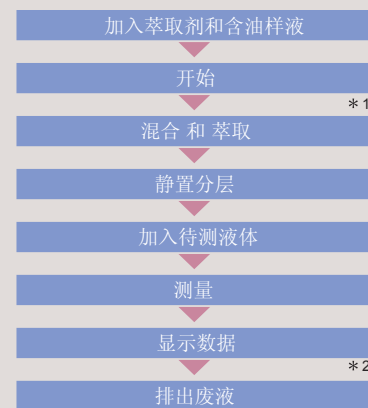 加入萃取剂和含油样液
开始
*1
混合 和 萃取
静置分层
加入待测液体
测量
显示数据
*2
排出废液